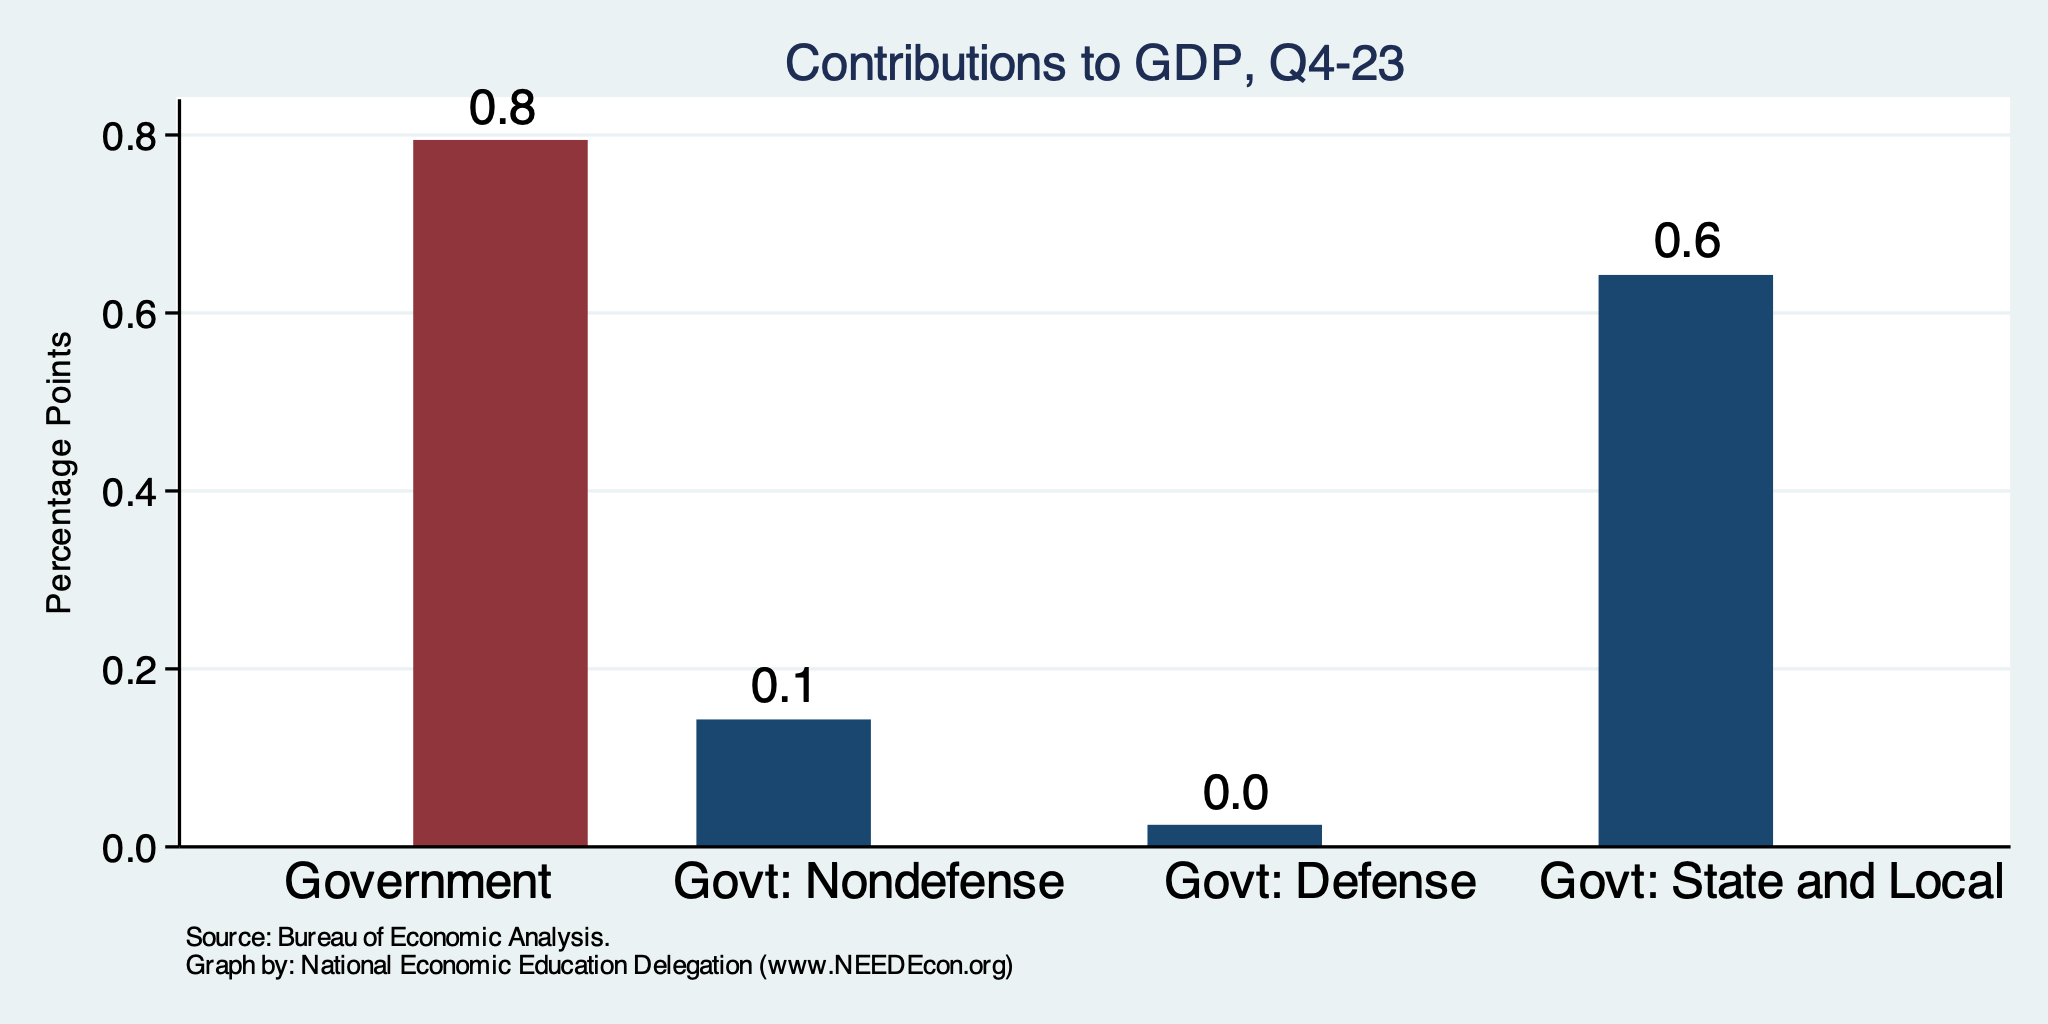 Contributions to GDP, Q4-23
0.8
0.8
0.6
0.6
0.4
0.2
0.1
0.0
0.0
Percentage Points
Government
Govt: Nondefense
Govt: Defense
Govt: State and Local
Source: Bureau of Economic Analysis.
Graph by: National Economic Education Delegation (www.NEEDEcon.org)